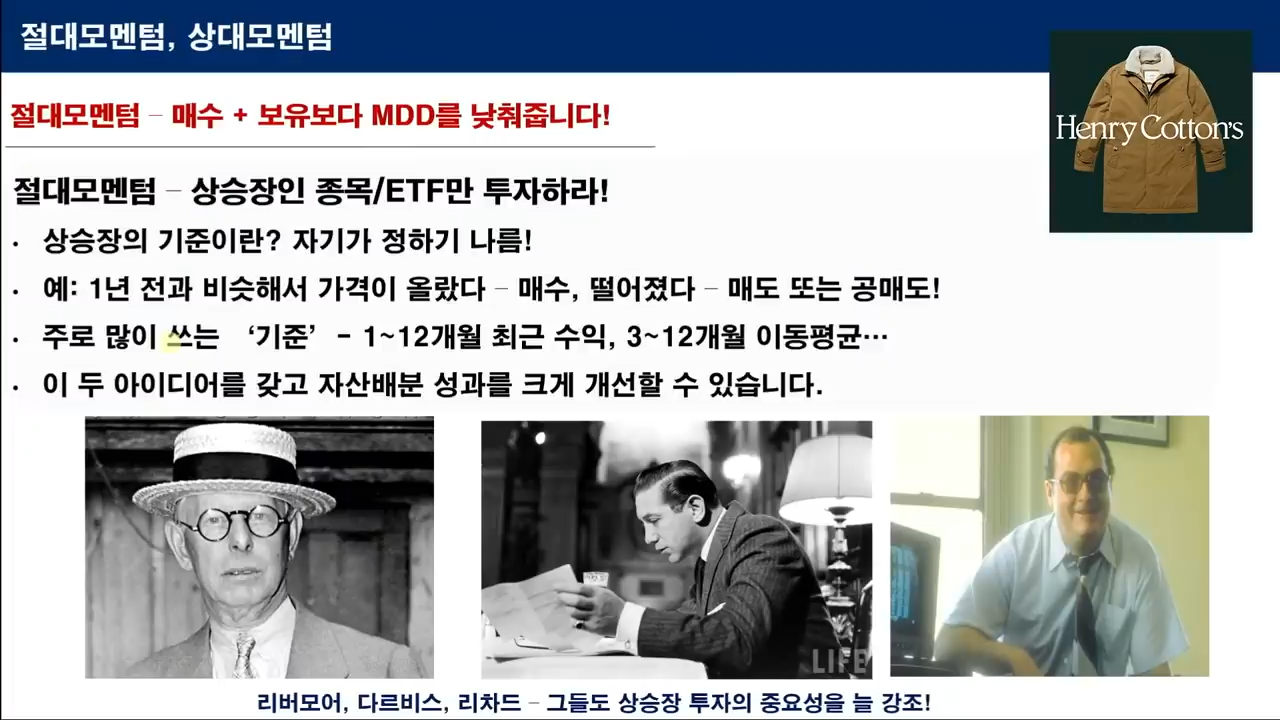 절대모멘텀, 상대모멘텀
Henry Cotton's
절대모멘텀 – 매수 + 보유보다 MDD를 낮춰줍니다!
절대모멘텀 – 상승장인 종목/ETF만 투자하라!
• 상승장의 기준이란? 자기가 정하기 나름!
• 예: 1년 전과 비슷해서 가격이 올랐다 – 매수, 떨어졌다 – 매도 또는 공매도!
• 주로 많이 쓰는 ‘기준’ - 1~12개월 최근 수익, 3~12개월 이동평균…
• 이 두 아이디어를 갖고 자산배분 성과를 크게 개선할 수 있습니다.
LIFE
리버모어, 다르비스, 리차드 – 그들도 상승장 투자의 중요성을 늘 강조!